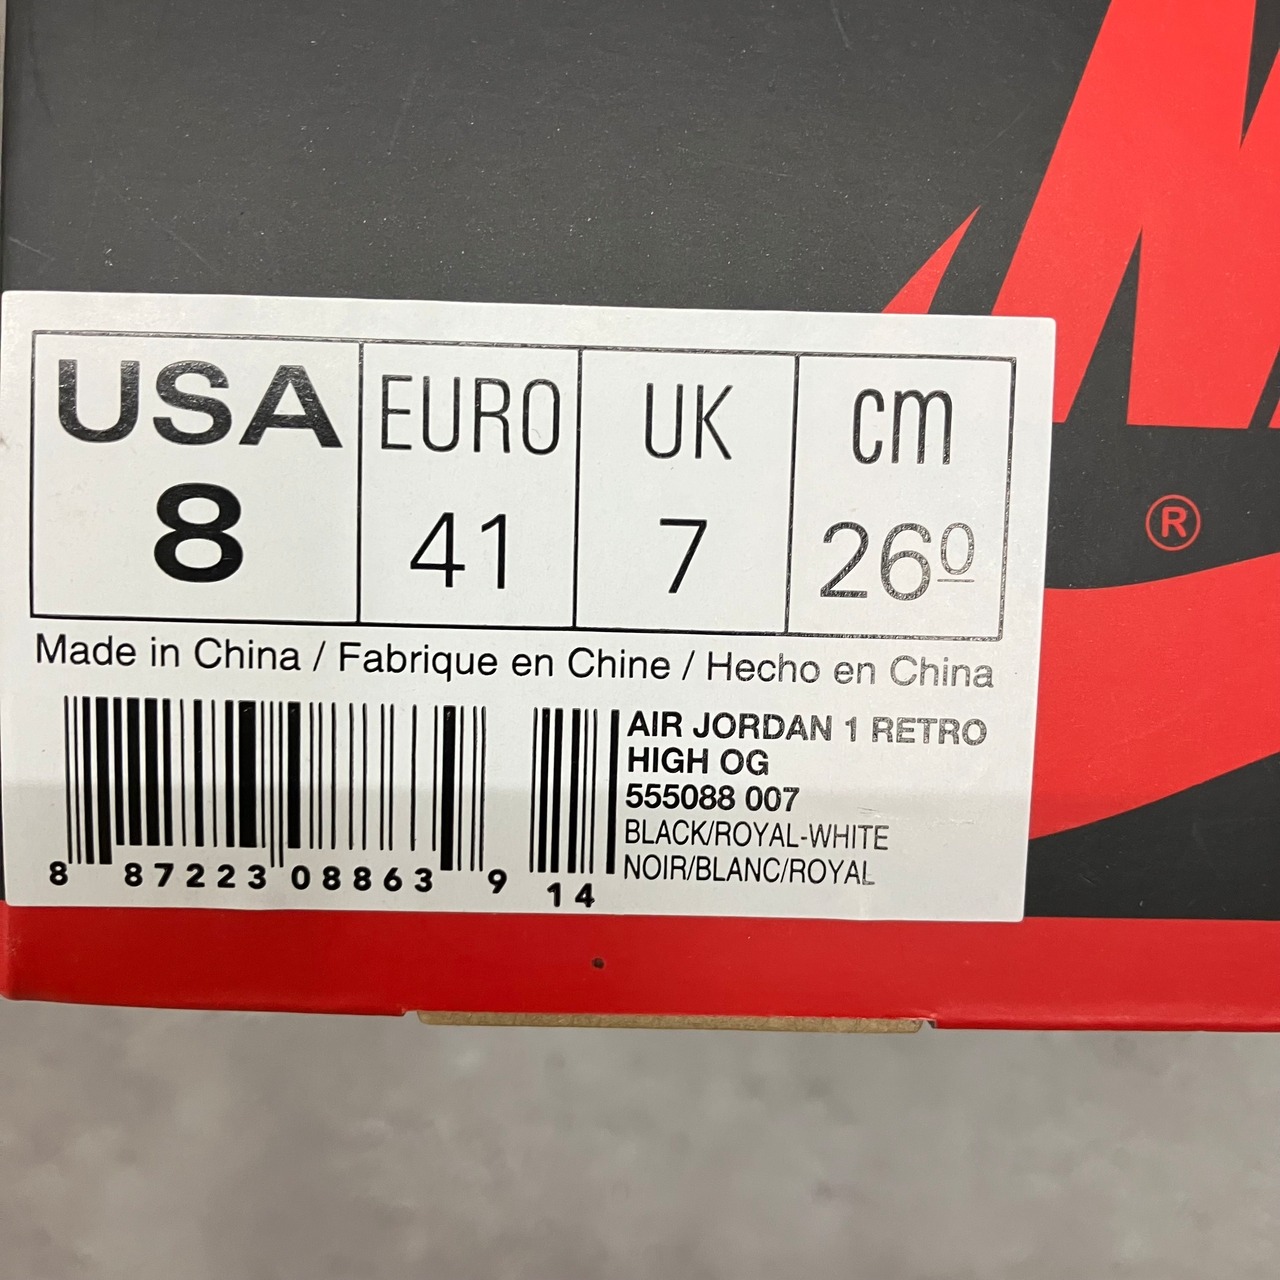 USA EURO UK cm
8 41 7 26 0
Made in China / Fabrique en Chine / Hecho en China
AIR JORDAN 1 RETRO
HIGH OG
555088 007
BLACK/ROYAL-WHITE
NOIR/BLANC/ROYAL
8 87223 08863 9 14
®